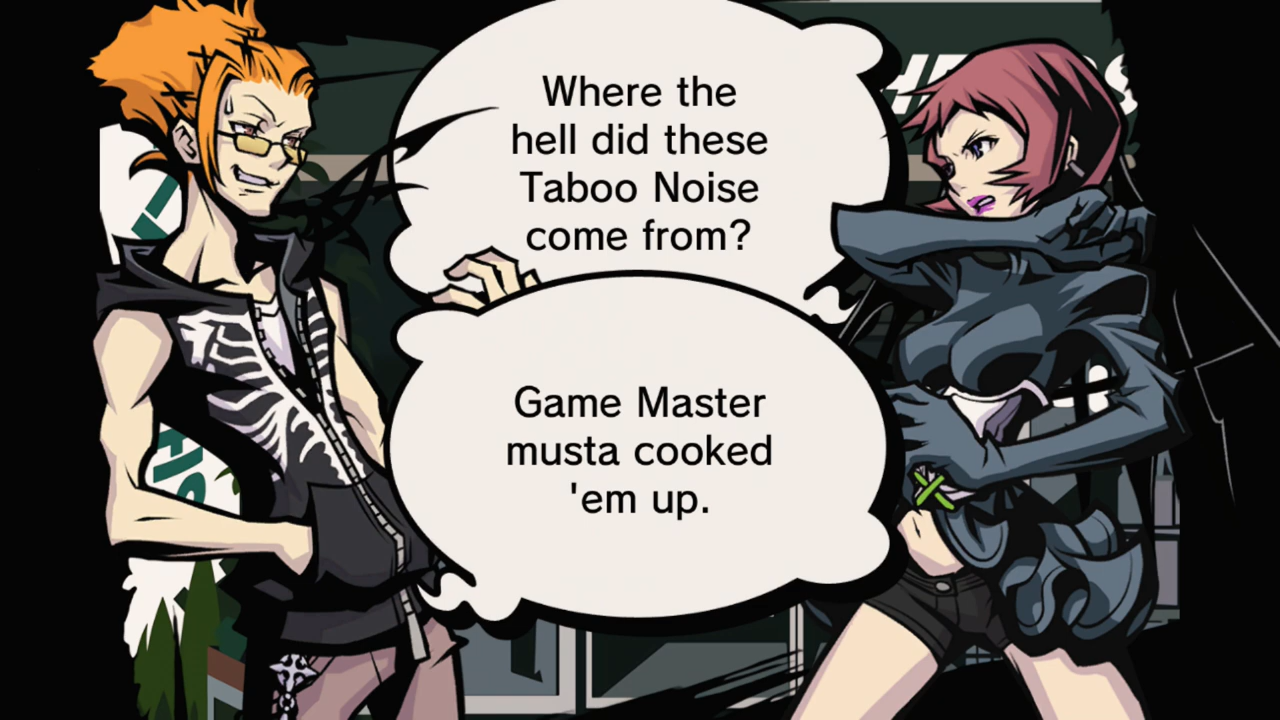 Where the
hell did these
Taboo Noise
come from?
Game Master
musta cooked
'em up.